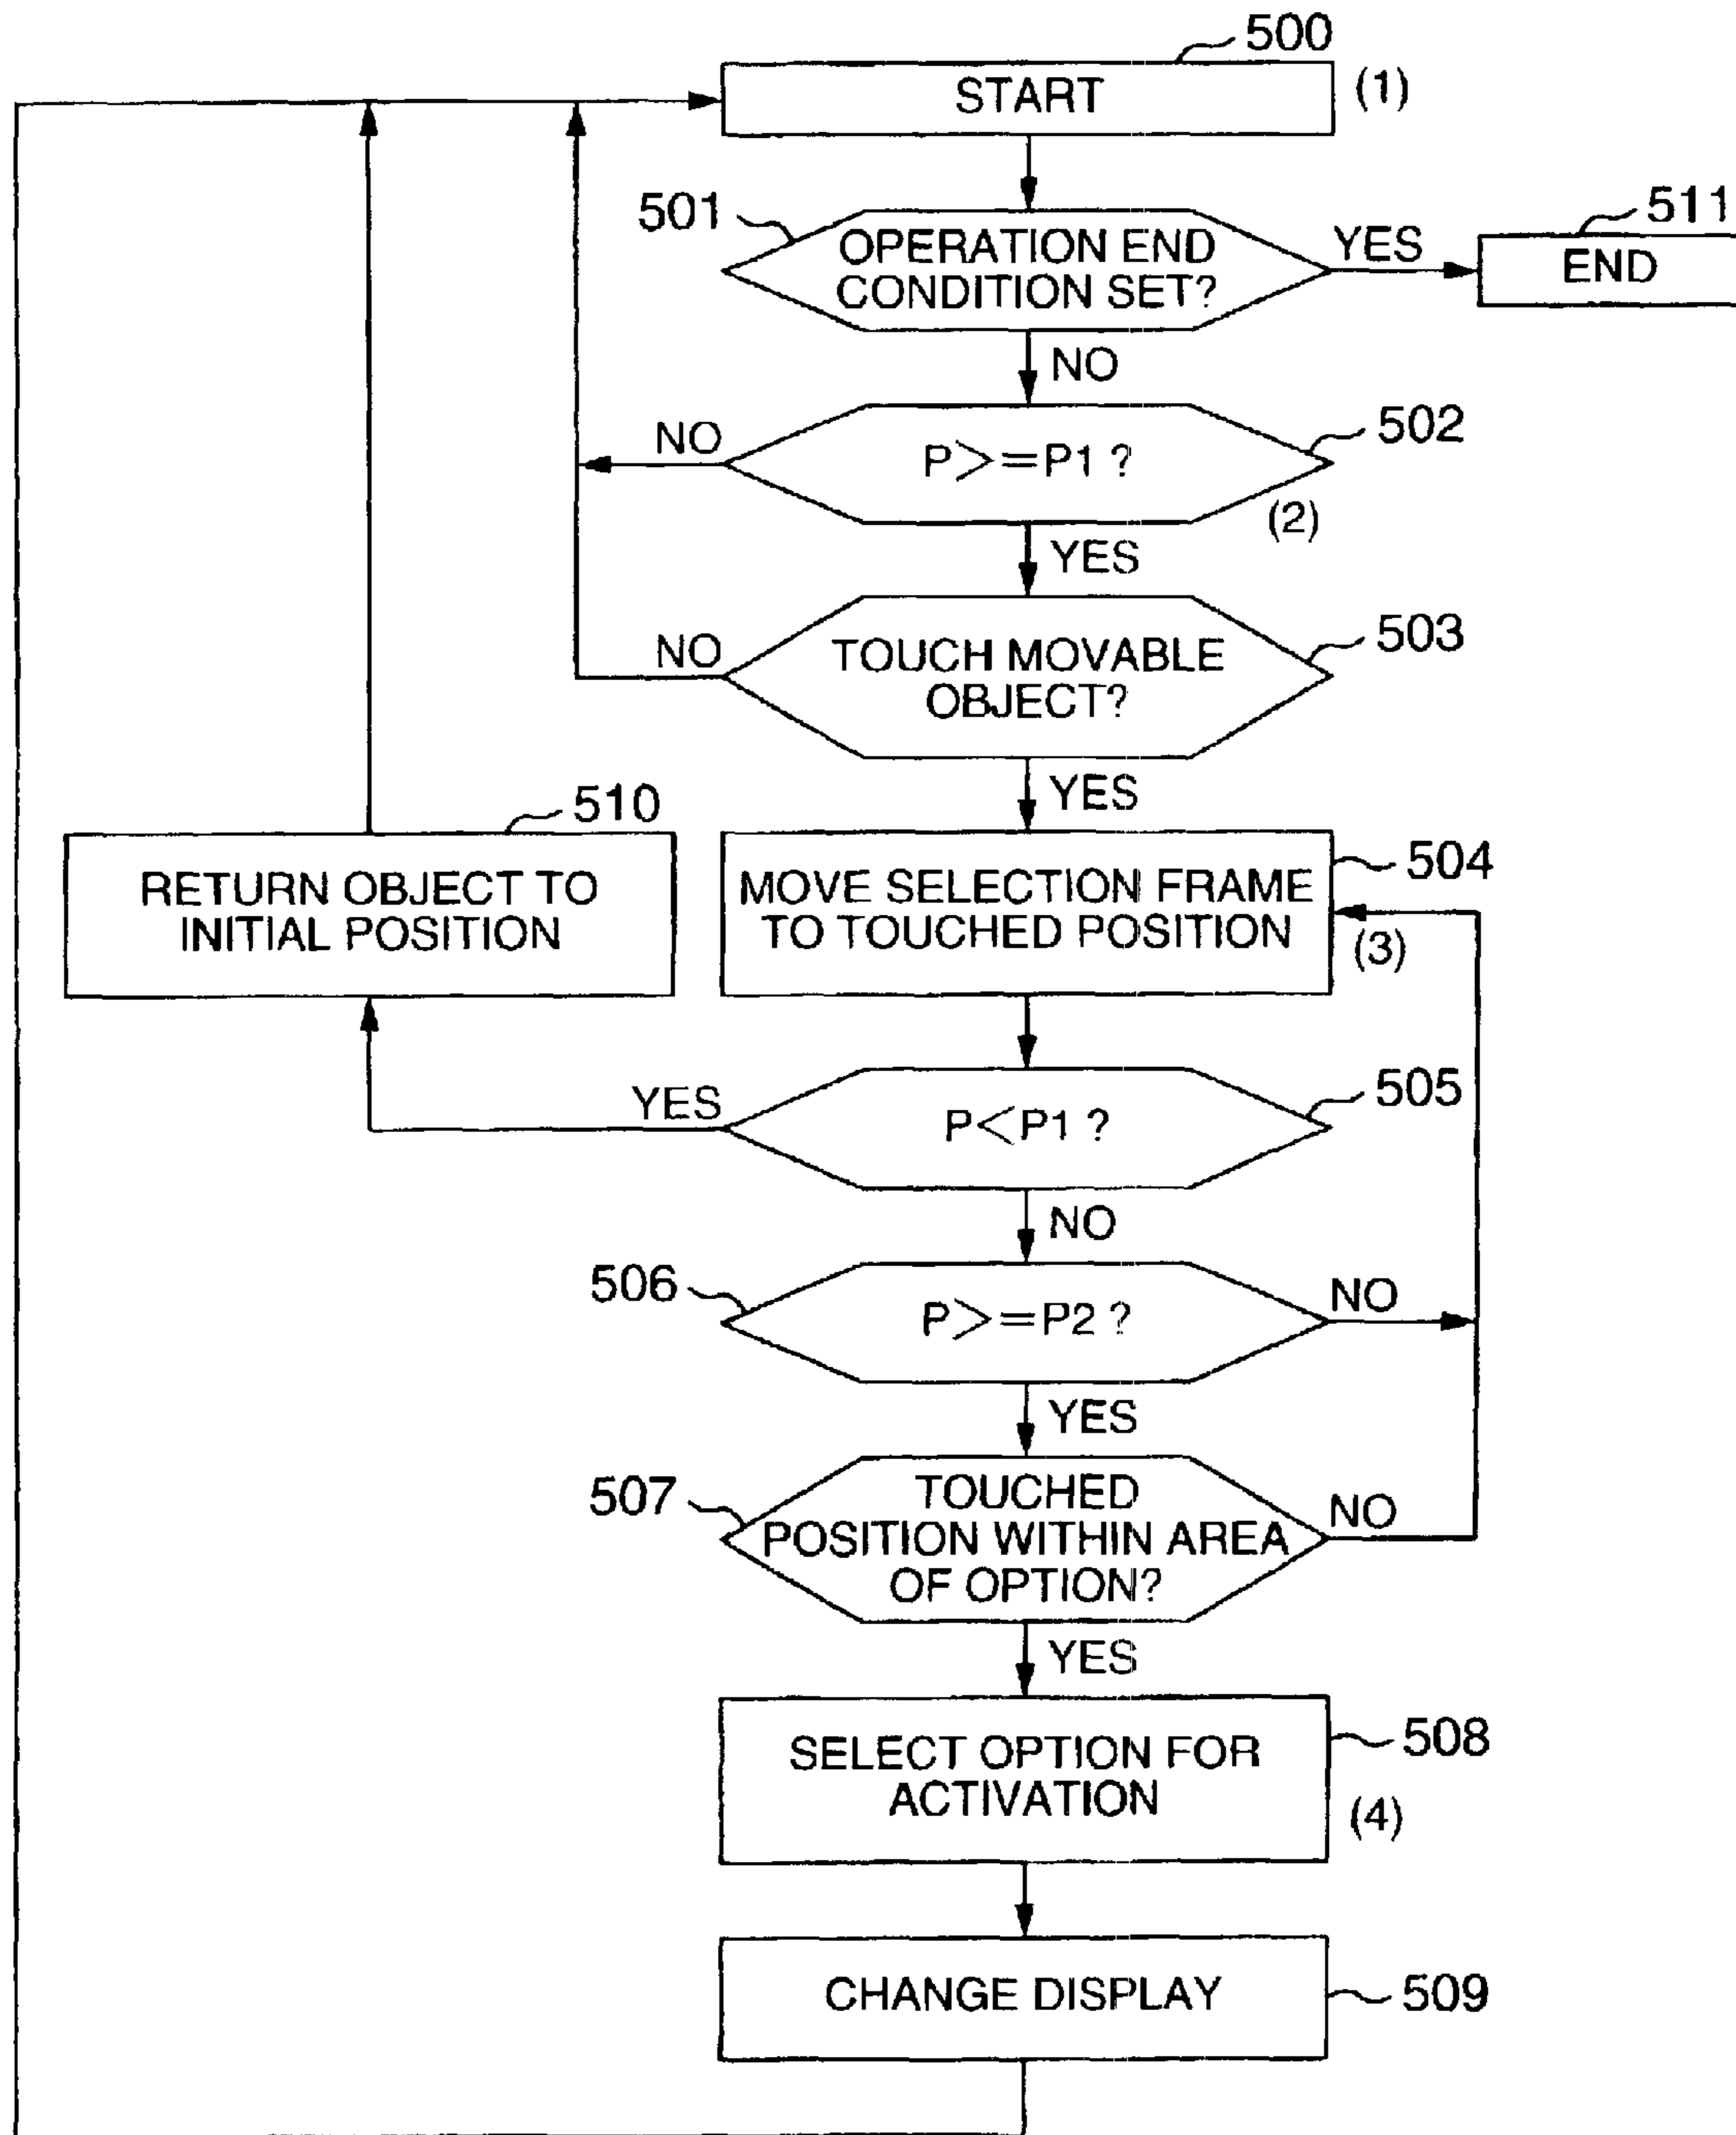 500
START
(1)
501
OPERATION END
CONDITION SET?
YES
511
END
NO
502
NO
P>=P1 ?
(2)
YES
503
NO
TOUCH MOVABLE
OBJECT?
YES
510
RETURN OBJECT TO
INITIAL POSITION
504
MOVE SELECTION FRAME
TO TOUCHED POSITION
(3)
505
YES
P<P1 ?
NO
506
P>=P2 ?
NO
YES
507
TOUCHED
POSITION WITHIN AREA
OF OPTION?
NO
YES
508
SELECT OPTION FOR
ACTIVATION
(4)
CHANGE DISPLAY
509